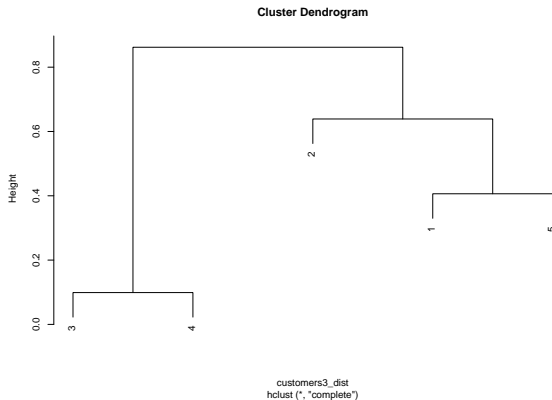 Cluster Dendrogram
Height
0.8
0.6
0.4
0.2
0.0
2
1
5
3
4
customers3_dist
hclust (*, "complete")